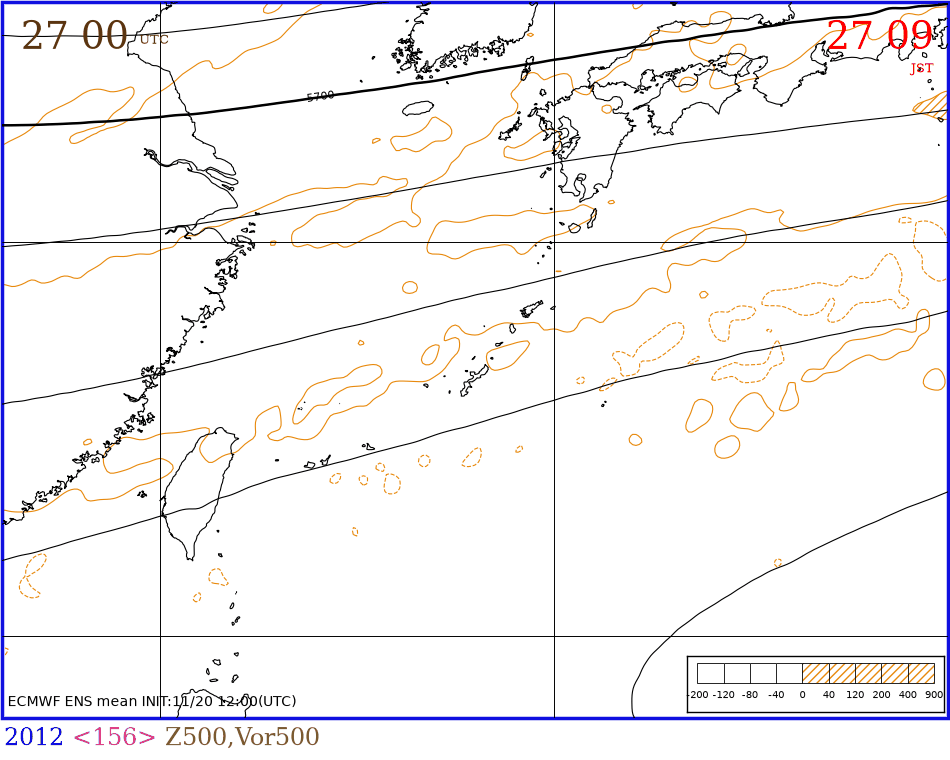 27 00 UTC
27 09
JST
5700
-200 -120 -80 -40 0 40 120 200 400 900
ECMWF ENS mean INIT:11/20 12:00(UTC)
2012 <156> Z500,Vor500